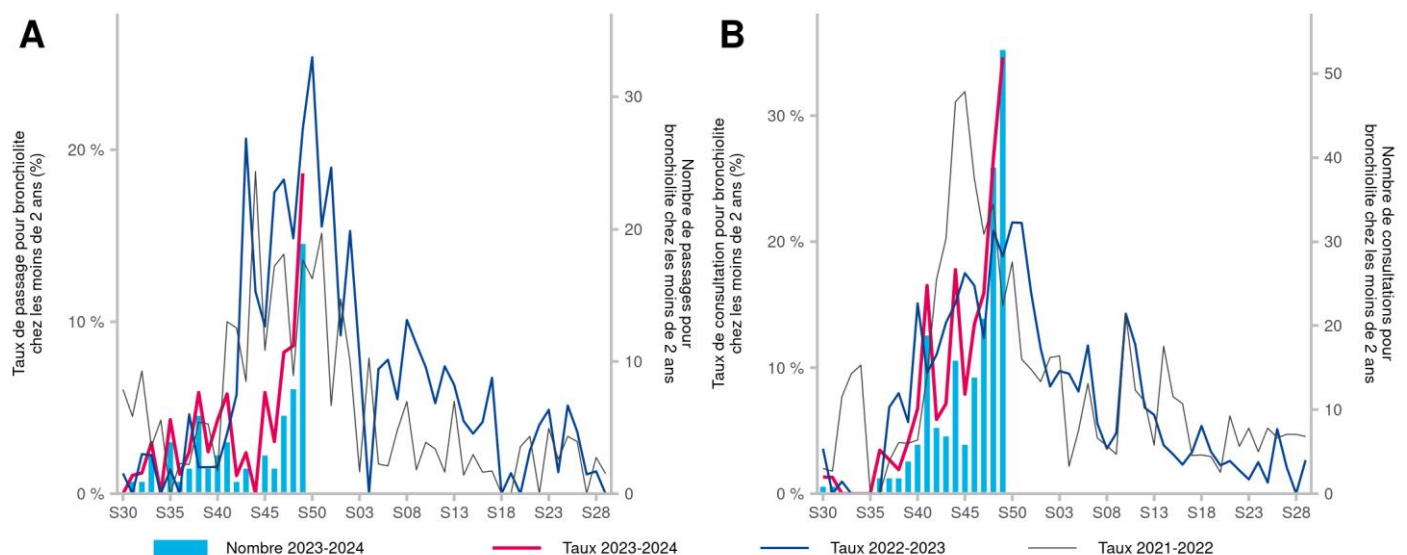 A
Taux de passage pour bronchiolite
chez les moins de 2 ans (%)
20 %
10 %
0 %
30
20
10
0
Nombre de passages pour
bronchiolite chez les moins de 2 ans
S30 S35 S40 S45 S50 S03 S08 S13 S18 S23 S28
B
Taux de consultation pour bronchiolite
chez les moins de 2 ans (%)
30 %
20 %
10 %
0 %
50
40
30
20
10
0
Nombre de consultations pour
bronchiolite chez les moins de 2 ans
S30 S35 S40 S45 S50 S03 S08 S13 S18 S23 S28
Nombre 2023-2024 Taux 2023-2024 Taux 2022-2023 Taux 2021-2022